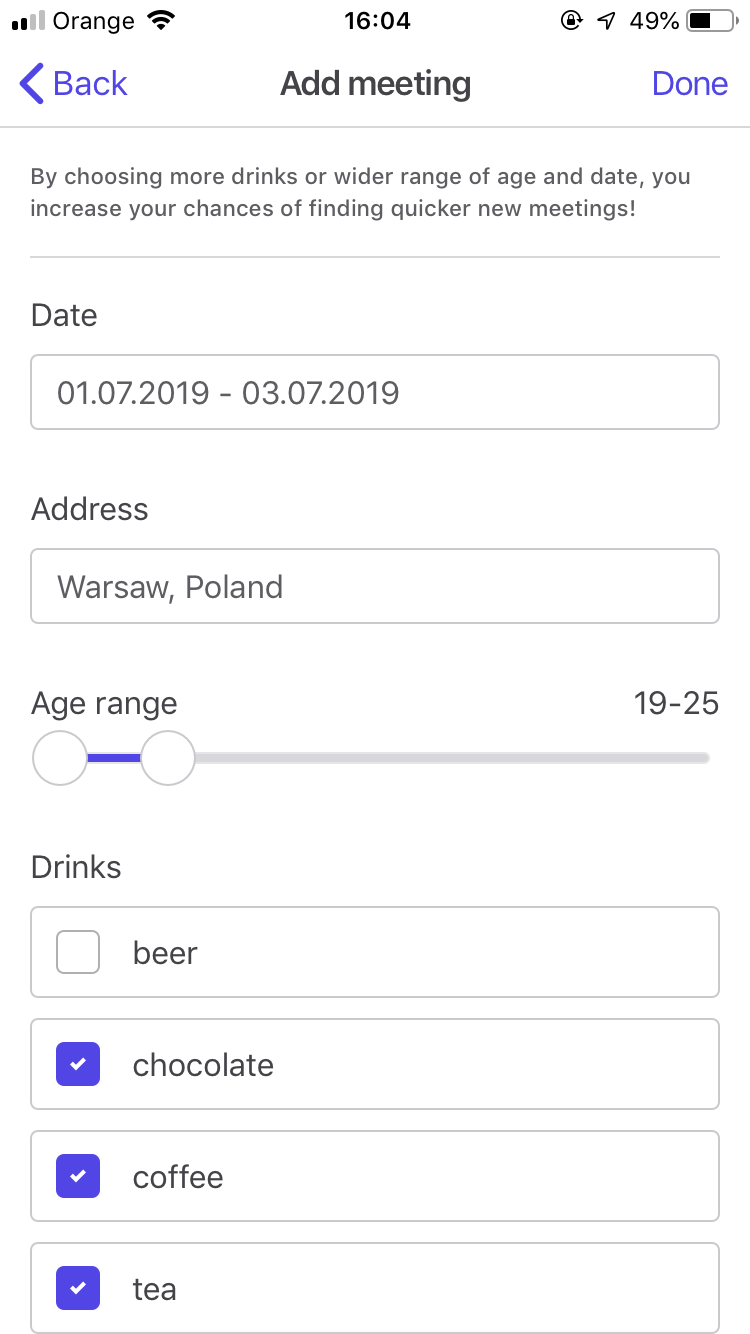 Orange 16:04 49%
Back Add meeting Done
By choosing more drinks or wider range of age and date, you
increase your chances of finding quicker new meetings!
Date
01.07.2019 - 03.07.2019
Address
Warsaw, Poland
Age range 19-25
Drinks
beer
chocolate
coffee
tea